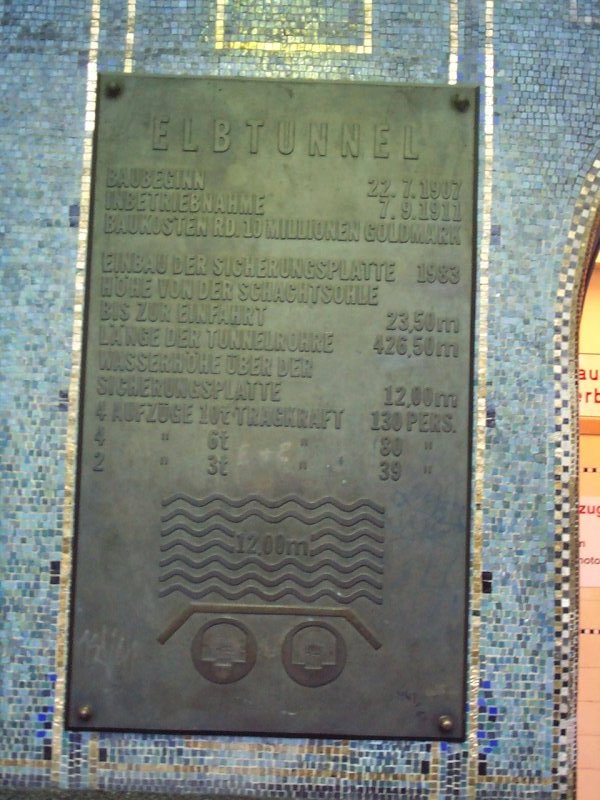 ELBTUNNEL
BAUBEGINN 22.7.1907
INBETRIEBNAHME 7.9.1911
BAUKOSTEN RD. 10 MILLIONEN GOLDMARK
EINBAU DER SICHERUNGSPLATTE 1983
HÖHE VON DER SCHACHTSOHLE
BIS ZUR EINFAHRT 23,50m
LÄNGE DER TUNNELROHRE 426,50m
WASSERHÖHE ÜBER DER
SICHERUNGSPLATTE 12,00m
4 AUFZÜGE 10t TRAGKRAFT 130 PERS.
4 " 6t " 80 "
2 " 3t " 39 "
12,00m